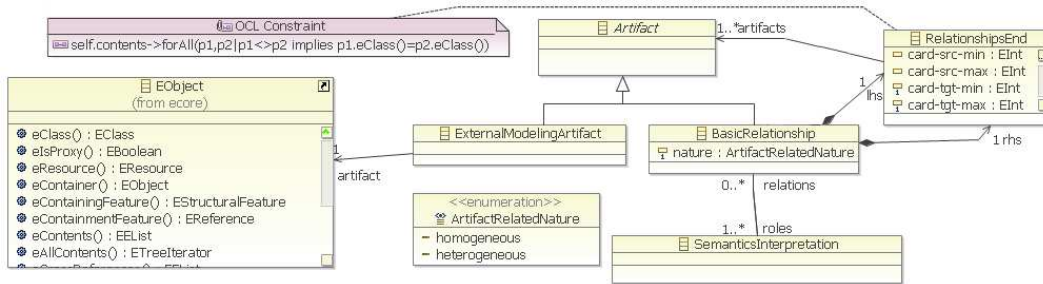 OCL Constraint
self.contents->forAll(p1,p2|p1<>p2 implies p1.eClass()=p2.eClass())
Artifact
1..*artifacts
RelationshipsEnd
card-src-min : EInt
card-src-max : EInt
card-tgt-min : EInt
card-tgt-max : EInt
EObject
(from ecore)
eClass() : EClass
eIsProxy() : EBoolean
eResource() : EResource
eContainer() : EObject
eContainingFeature() : EStructuralFeature
eContainmentFeature() : EReference
eContents() : EEList
eAllContents() : ETreeIterator
1
artifact
ExternalModelingArtifact
BasicRelationship
nature : ArtifactRelatedNature
1
lhs
1 rhs
0..* relations
1..* roles
<<enumeration>>
ArtifactRelatedNature
homogeneous
heterogeneous
SemanticsInterpretation